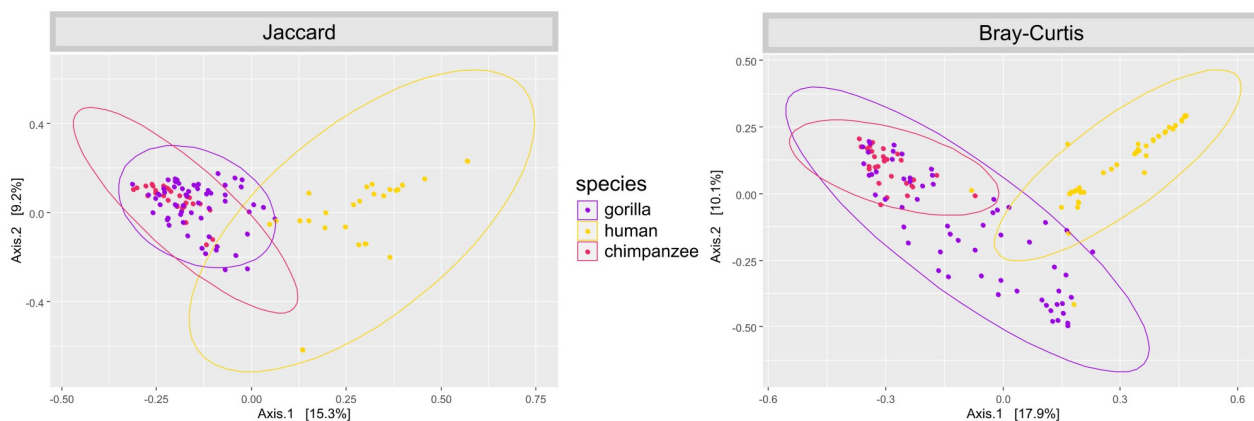 Jaccard
0.4
0.0
-0.4
Axis.2 [9.2%]
-0.50
-0.25
0.00
0.25
0.50
0.75
Axis.1 [15.3%]
species
gorilla
human
chimpanzee
Bray-Curtis
0.50
0.25
0.00
-0.25
-0.50
Axis.2 [10.1%]
-0.6
-0.3
0.0
0.3
0.6
Axis.1 [17.9%]